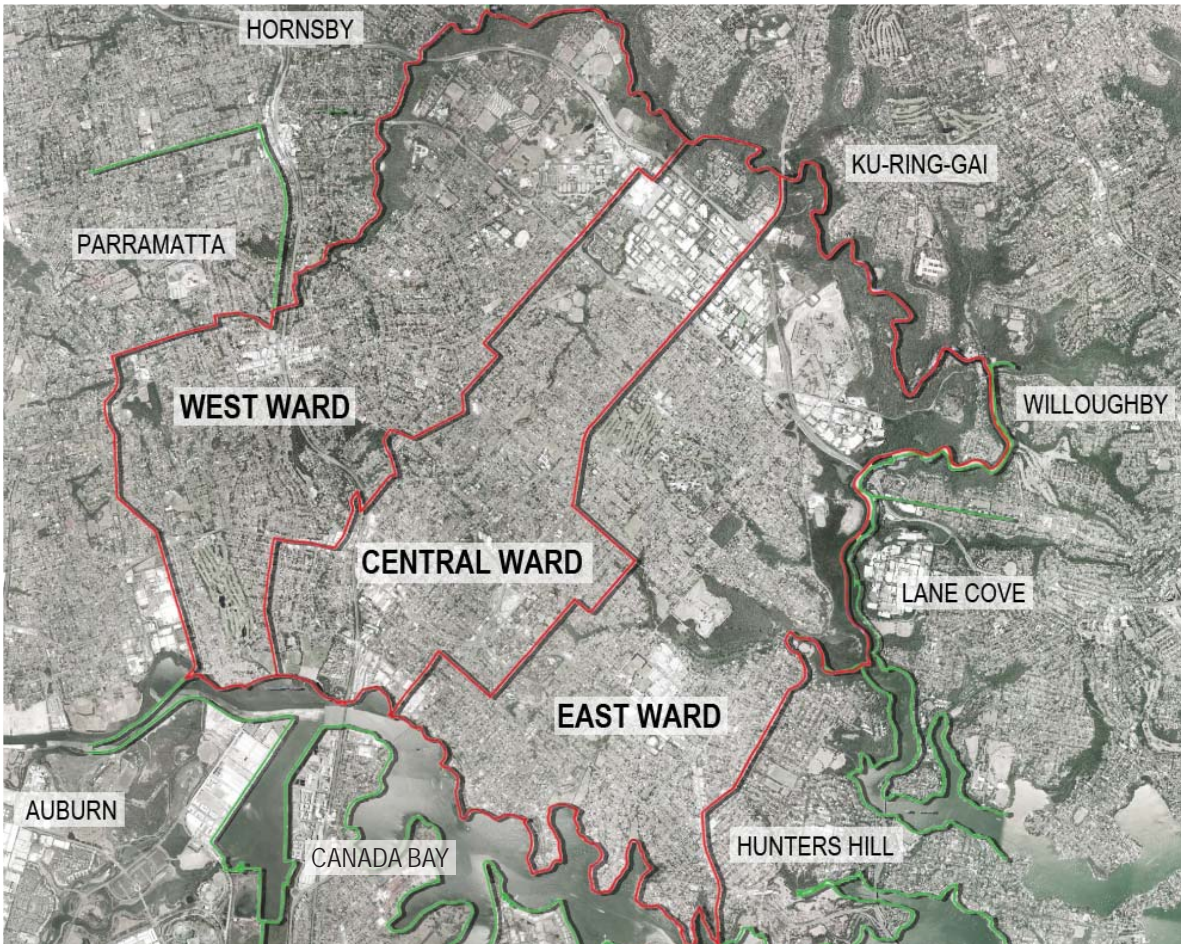 HORNSBY
KU-RING-GAI
PARRAMATTA
WEST WARD
WILLOUGHBY
CENTRAL WARD
LANE COVE
EAST WARD
AUBURN
CANADA BAY
HUNTERS HILL